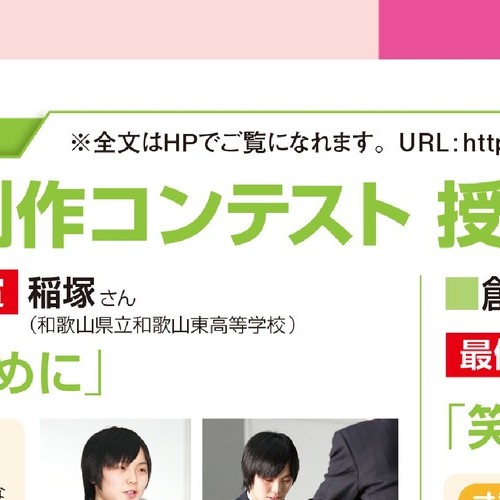 ※全文はHPでご覧になれます。URL:http
作コンテスト 授
稲塚さん
(和歌山県立和歌山東高等学校)
めに」
■創
最
「笑